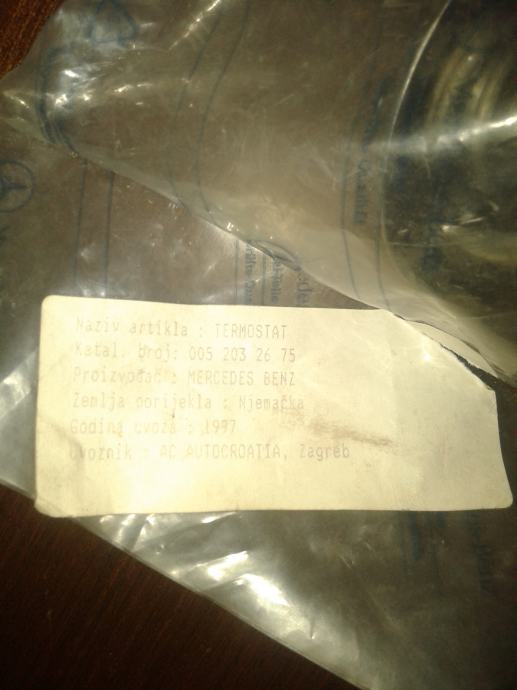 Naziv artikla : TERMOSTAT
Katal. broj: 005 203 26 75
Proizvođač : MERCEDES BENZ
Zemlja porijekla : Njemačka
Godina uvoza : 1997
Uvoznik : AC AUTOCROATIA, Zagreb